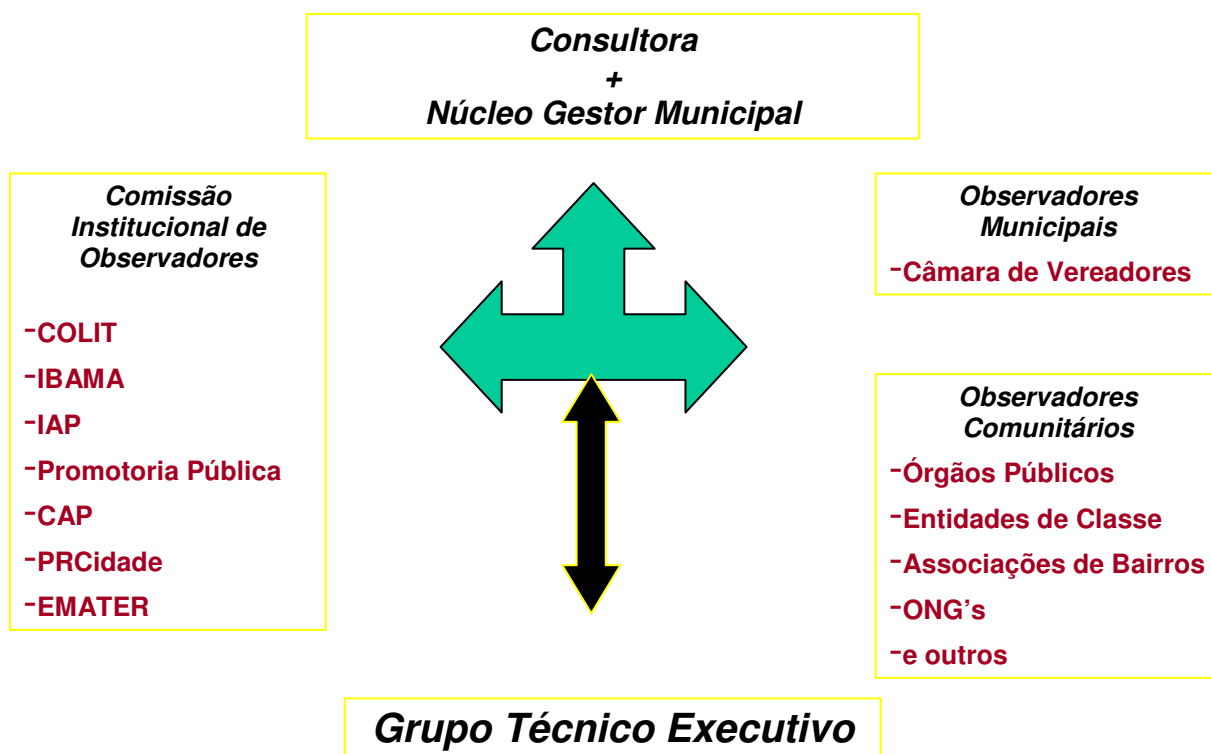 Consultora
+
Núcleo Gestor Municipal
Comissão
Institucional de
Observadores
-COLIT
-IBAMA
-IAP
-Promotoria Pública
-CAP
-PRCidade
-EMATER
Observadores
Municipais
-Câmara de Vereadores
Observadores
Comunitários
-Órgãos Públicos
-Entidades de Classe
-Associações de Bairros
-ONG’s
-e outros
Grupo Técnico Executivo